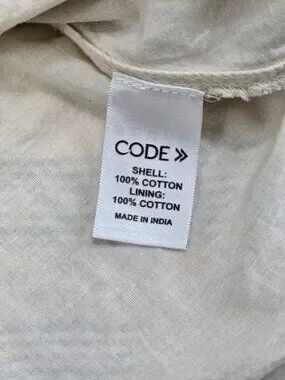 CODE»
SHELL:
100% COTTON
LINING:
100% COTTON
MADE IN INDIA